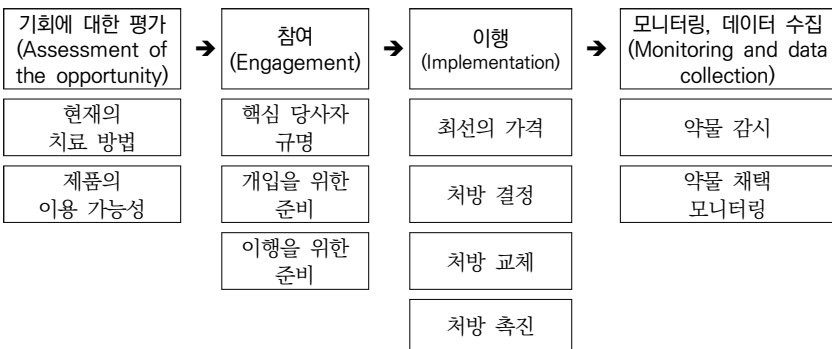 기회에 대한 평가
(Assessment of
the opportunity)
➔
참여
(Engagement)
➔
이행
(Implementation)
➔
모니터링, 데이터 수집
(Monitoring and data
collection)
현재의
치료 방법
제품의
이용 가능성
핵심 당사자
규명
개입을 위한
준비
이행을 위한
준비
최선의 가격
처방 결정
처방 교체
처방 촉진
약물 감시
약물 채택
모니터링